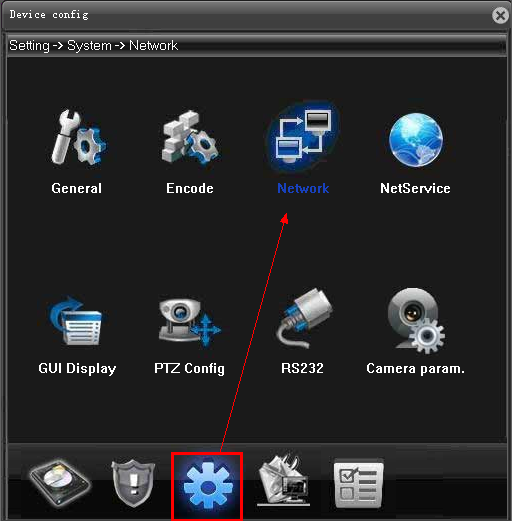 Device config
Setting -> System -> Network
General Encode Network NetService
GUI Display PTZ Config RS232 Camera param.